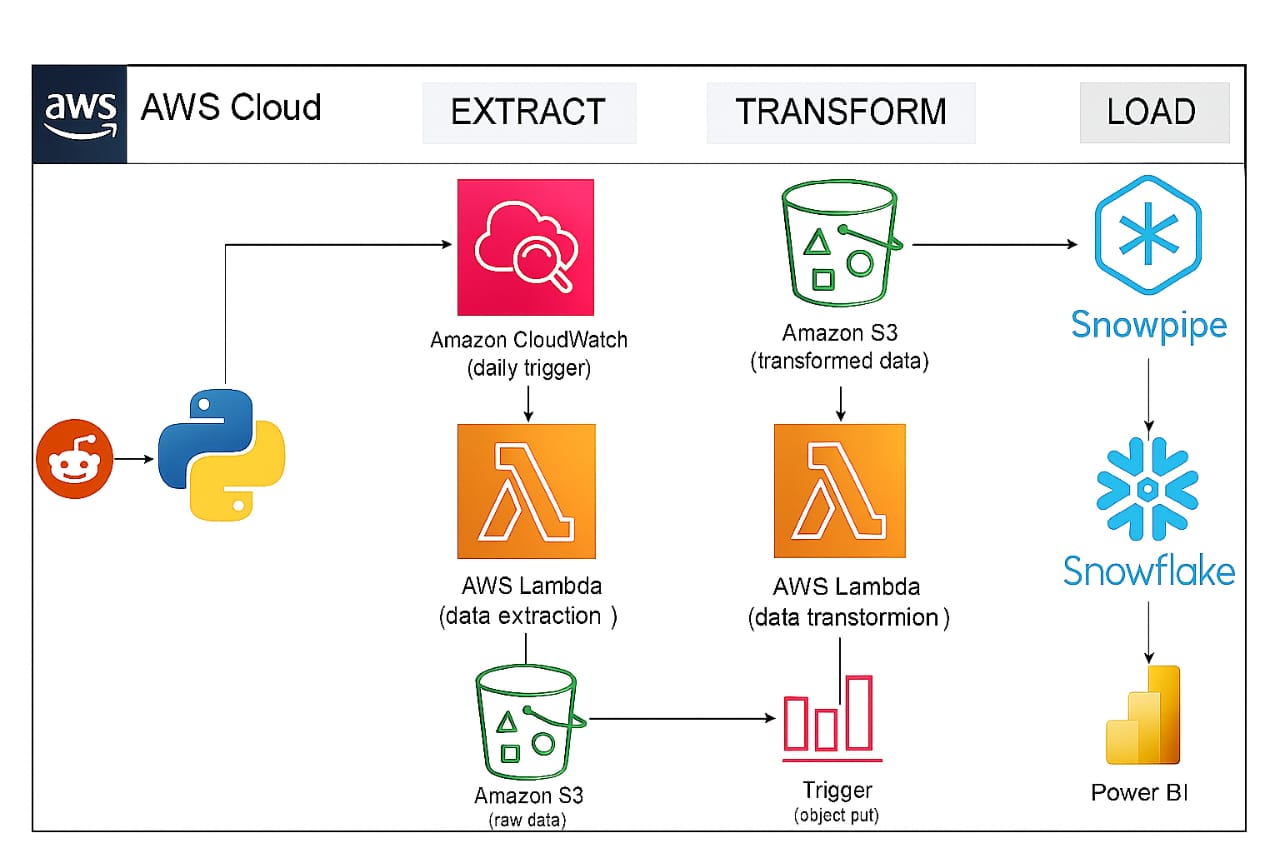 aws
AWS Cloud
EXTRACT
TRANSFORM
LOAD
Amazon CloudWatch
(daily trigger)
AWS Lambda
(data extraction )
Amazon S3
(raw data)
Amazon S3
(transformed data)
AWS Lambda
(data transtormion )
Trigger
(object put)
Snowpipe
Snowflake
Power BI